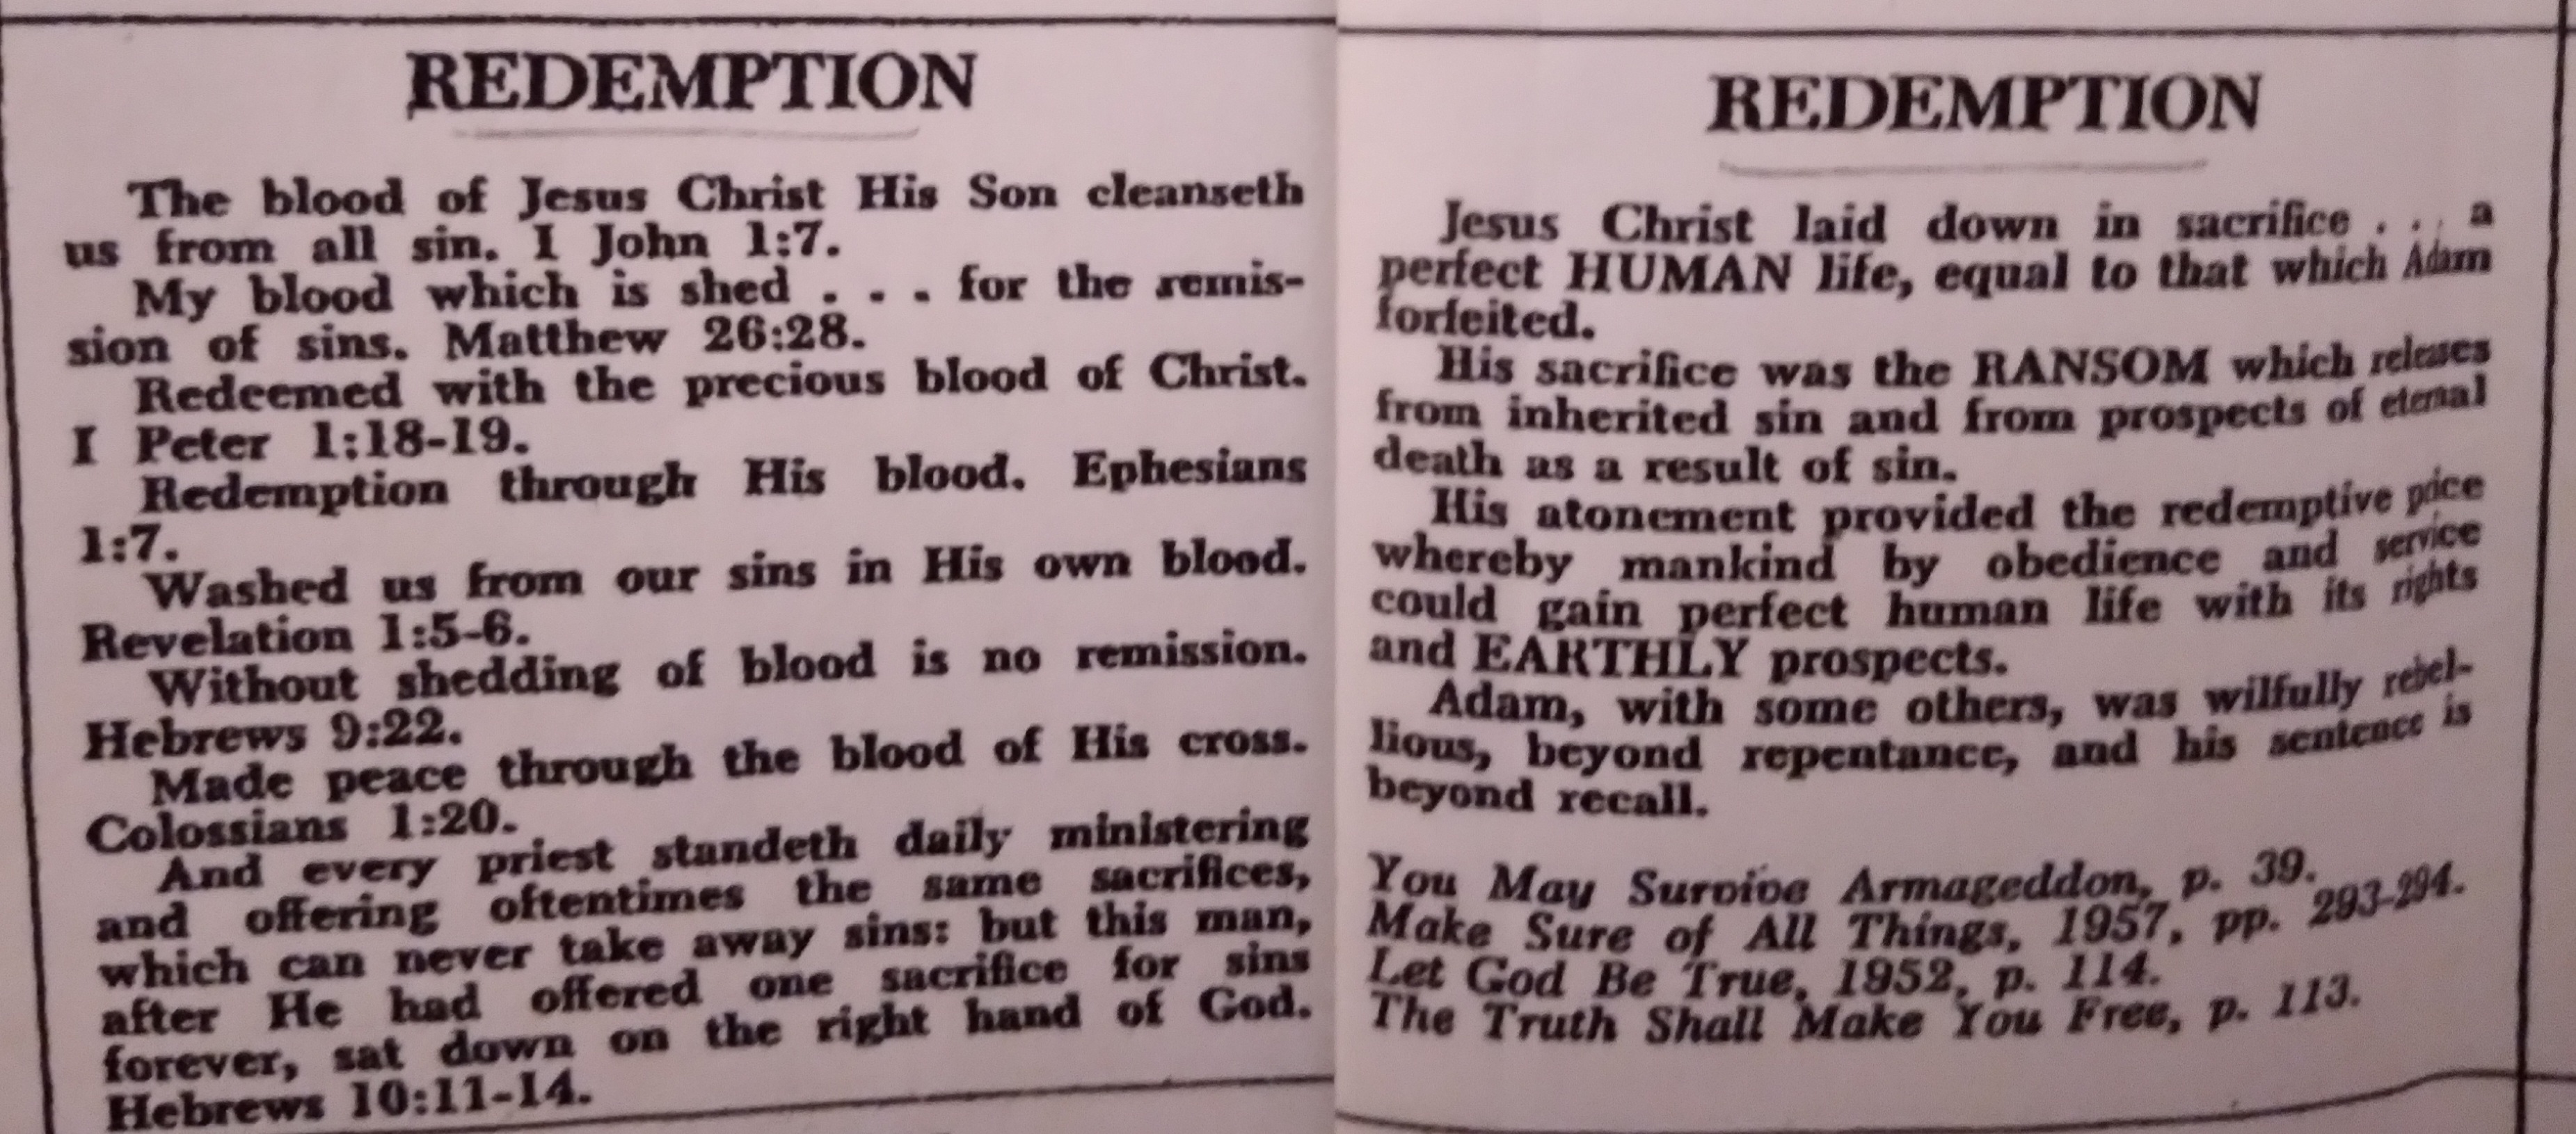 REDEMPTION
The blood of Jesus Christ His Son cleanseth
us from all sin. I John 1:7.
My blood which is shed . . . for the remis-
sion of sins. Matthew 26:28.
Redeemed with the precious blood of Christ.
I Peter 1:18-19.
Redemption through His blood. Ephesians
1:7.
Washed us from our sins in His own blood.
Revelation 1:5-6.
Without shedding of blood is no remission.
Hebrews 9:22.
Made peace through the blood of His cross.
Colossians 1:20.
And every priest standeth daily ministering
and offering oftentimes the same sacrifices,
which can never take away sins: but this man,
after He had offered one sacrifice for sins
forever, sat down on the right hand of God.
Hebrews 10:11-14.
REDEMPTION
Jesus Christ laid down in sacrifice . . . a
perfect HUMAN life, equal to that which Adam
forfeited.
His sacrifice was the RANSOM which releases
from inherited sin and from prospects of eternal
death as a result of sin.
His atonement provided the redemptive price
whereby mankind by obedience and service
could gain perfect human life with its rights
and EARTHLY prospects.
Adam, with some others, was wilfully rebel-
lious, beyond repentance, and his sentence is
beyond recall.
You May Survive Armageddon, p. 39.
Make Sure of All Things, 1957, pp. 293-294.
Let God Be True, 1952, p. 114.
The Truth Shall Make You Free, p. 113.